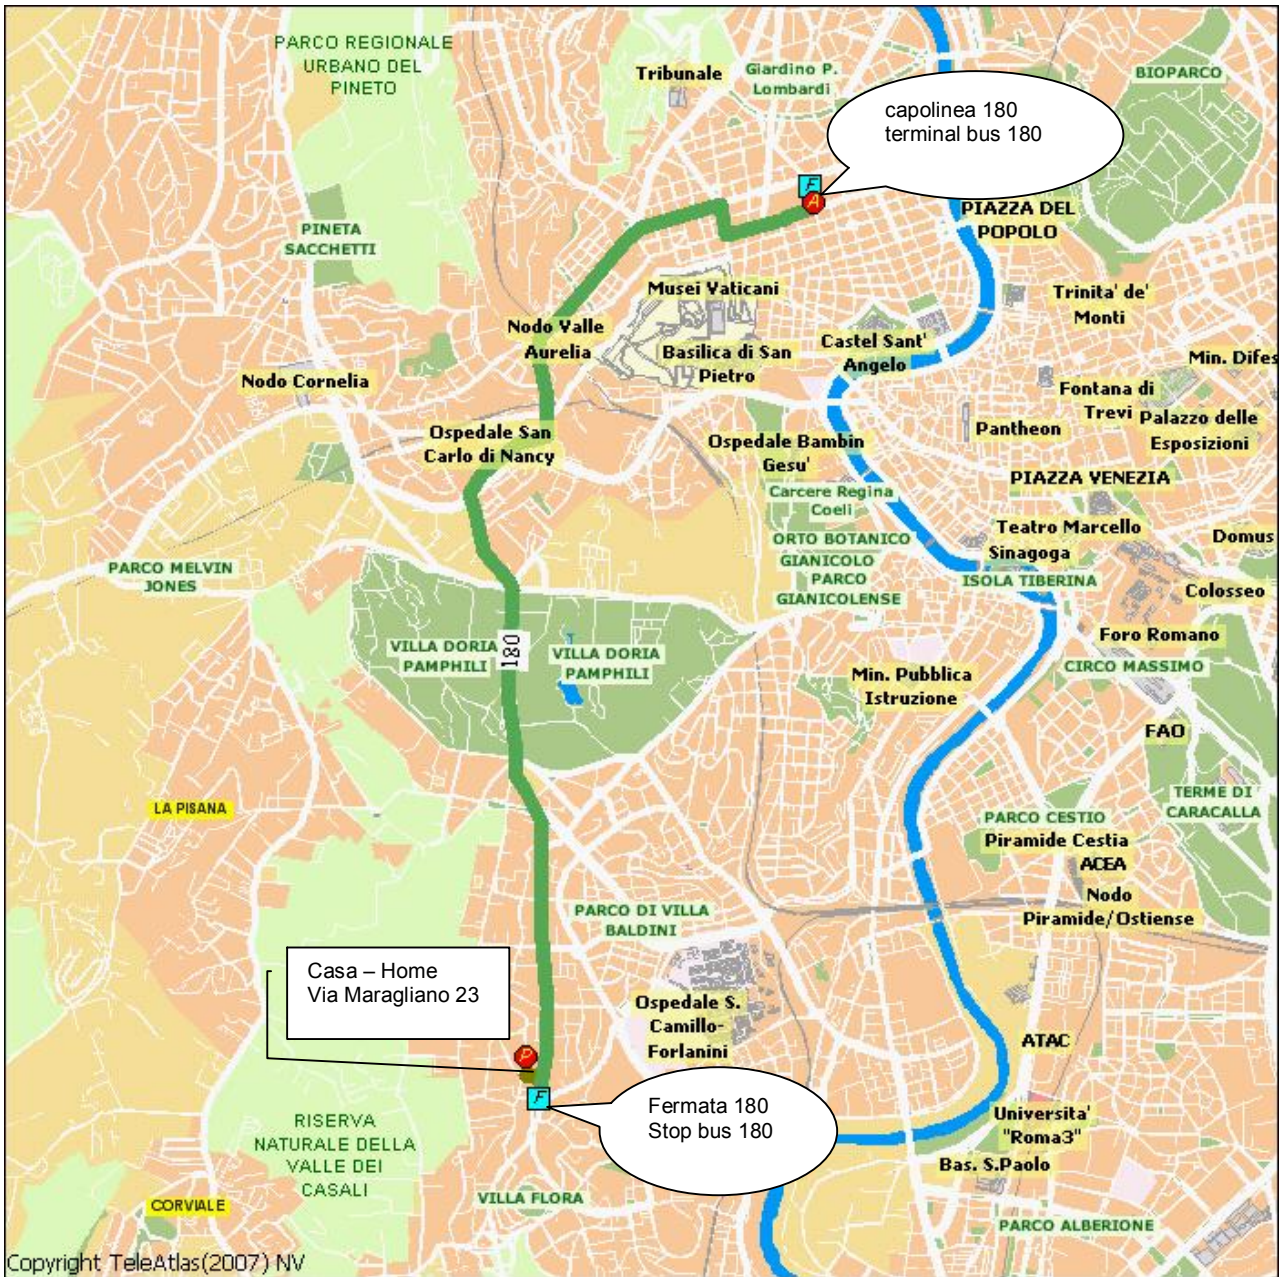 PARCO REGIONALE
URBANO DEL
PINETO
Tribunale
Giardino P.
Lombardi
BIOPARCO
capolinea 180
terminal bus 180
F
A
PIAZZA DEL
POPOLO
PINETA
SACCHETTI
Musei Vaticani
Trinita' de'
Monti
Nodo Valle
Aurelia
Basilica di San
Pietro
Castel Sant'
Angelo
Min. Difes
Nodo Cornelia
Fontana di
Trevi
Palazzo delle
Esposizioni
Pantheon
Ospedale San
Carlo di Nancy
Ospedale Bambin
Gesu'
PIAZZA VENEZIA
Carcere Regina
Coeli
Teatro Marcello
Sinagoga
Domus
ORTO BOTANICO
GIANICOLO
PARCO
GIANICOLENSE
ISOLA TIBERINA
PARCO MELVIN
JONES
Colosseo
Foro Romano
VILLA DORIA
PAMPHILI
180
VILLA DORIA
PAMPHILI
CIRCO MASSIMO
Min. Pubblica
Istruzione
FAO
LA PISANA
TERME DI
CARACALLA
PARCO CESTIO
Piramide Cestia
ACEA
Nodo
Piramide/Ostiense
PARCO DI VILLA
BALDINI
Casa – Home
Via Maragliano 23
Ospedale S.
Camillo-
Forlanini
ATAC
P
F
Fermata 180
Stop bus 180
Universita'
"Roma3"
Bas. S.Paolo
RISERVA
NATURALE DELLA
VALLE DEI
CASALI
CORVIALE
VILLA FLORA
PARCO ALBERIONE
Copyright TeleAtlas(2007) NV